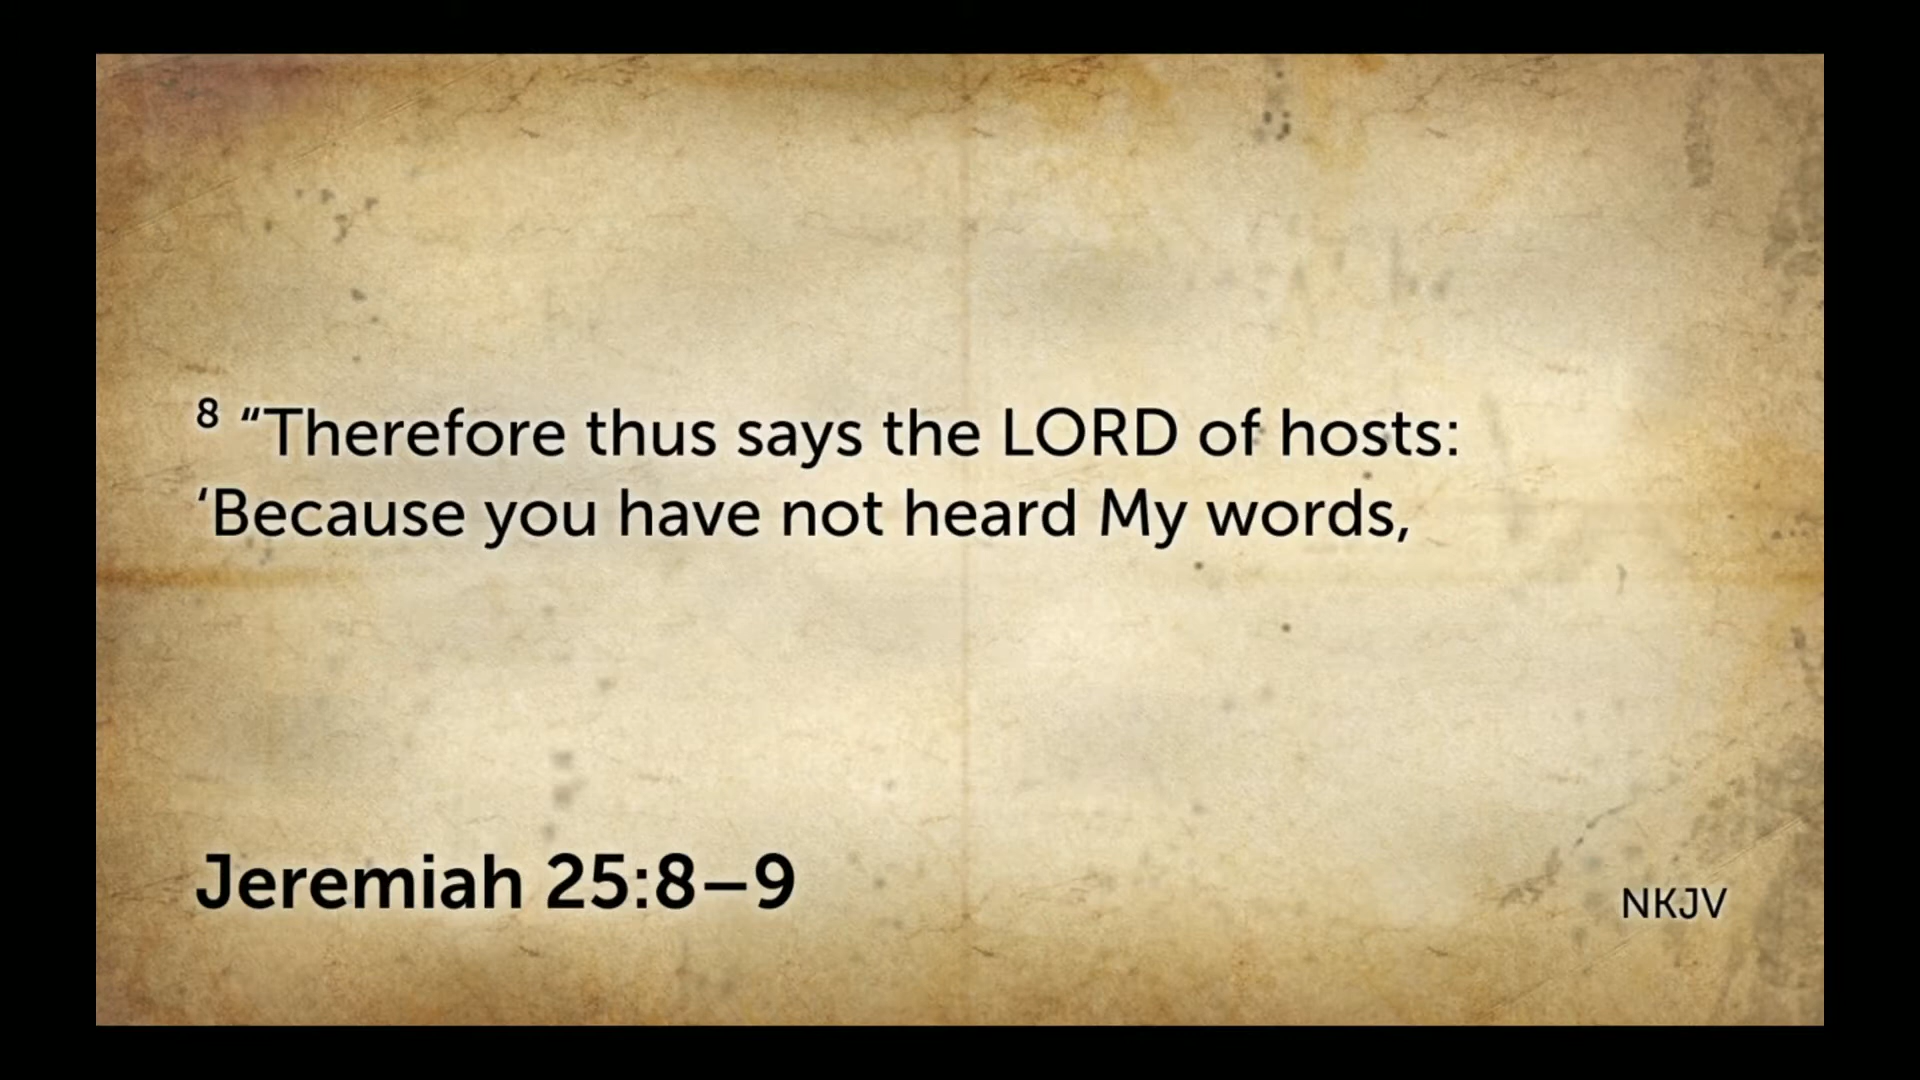 8 “Therefore thus says the LORD of hosts:
‘Because you have not heard My words,
Jeremiah 25:8–9
NKJV